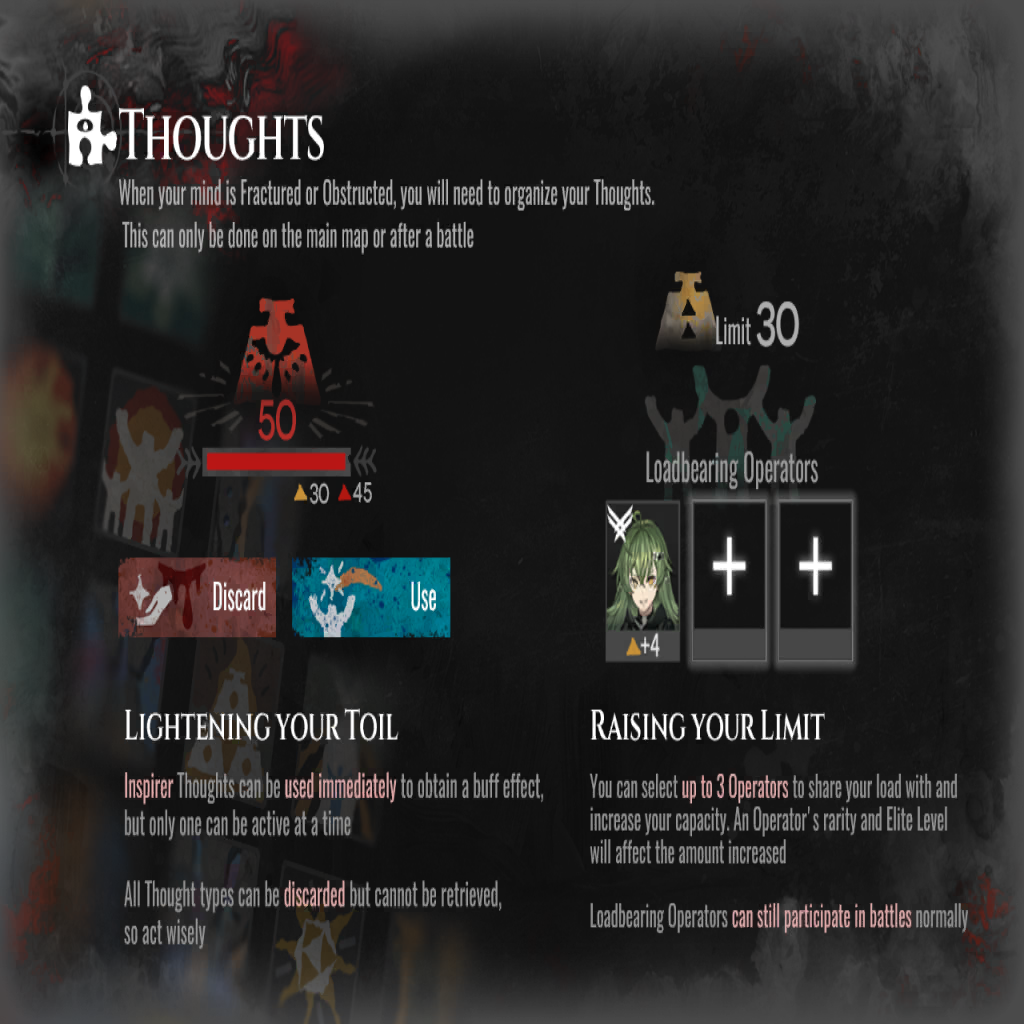 THOUGHTS
When your mind is Fractured or Obstructed, you will need to organize your Thoughts.
This can only be done on the main map or after a battle
50
30 45
Discard
Use
LIGHTENING YOUR TOIL
Inspirer Thoughts can be used immediately to obtain a buff effect,
but only one can be active at a time
All Thought types can be discarded but cannot be retrieved,
so act wisely
Limit 30
Loadbearing Operators
+4
+
+
RAISING YOUR LIMIT
You can select up to 3 Operators to share your load with and
increase your capacity. An Operator's rarity and Elite Level
will affect the amount increased
Loadbearing Operators can still participate in battles normally